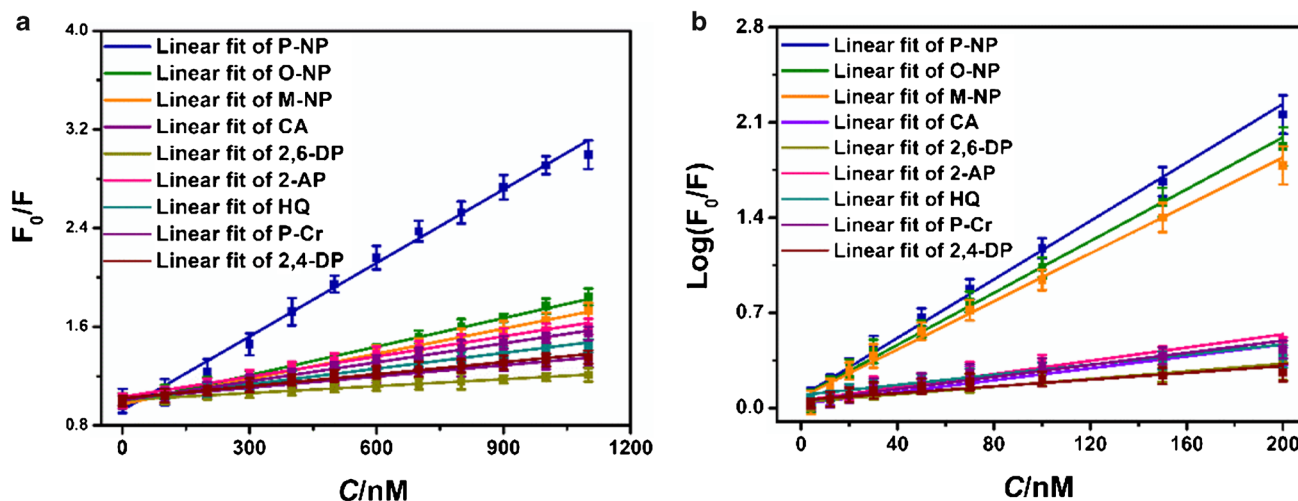 a
4.0
3.2
2.4
1.6
0.8
F₀/F
Linear fit of P-NP
Linear fit of O-NP
Linear fit of M-NP
Linear fit of CA
Linear fit of 2,6-DP
Linear fit of 2-AP
Linear fit of HQ
Linear fit of P-Cr
Linear fit of 2,4-DP
0 300 600 900 1200
C/nM
b
2.8
2.1
1.4
0.7
0.0
Log(F₀/F)
Linear fit of P-NP
Linear fit of O-NP
Linear fit of M-NP
Linear fit of CA
Linear fit of 2,6-DP
Linear fit of 2-AP
Linear fit of HQ
Linear fit of P-Cr
Linear fit of 2,4-DP
0 40 80 120 160 200
C/nM